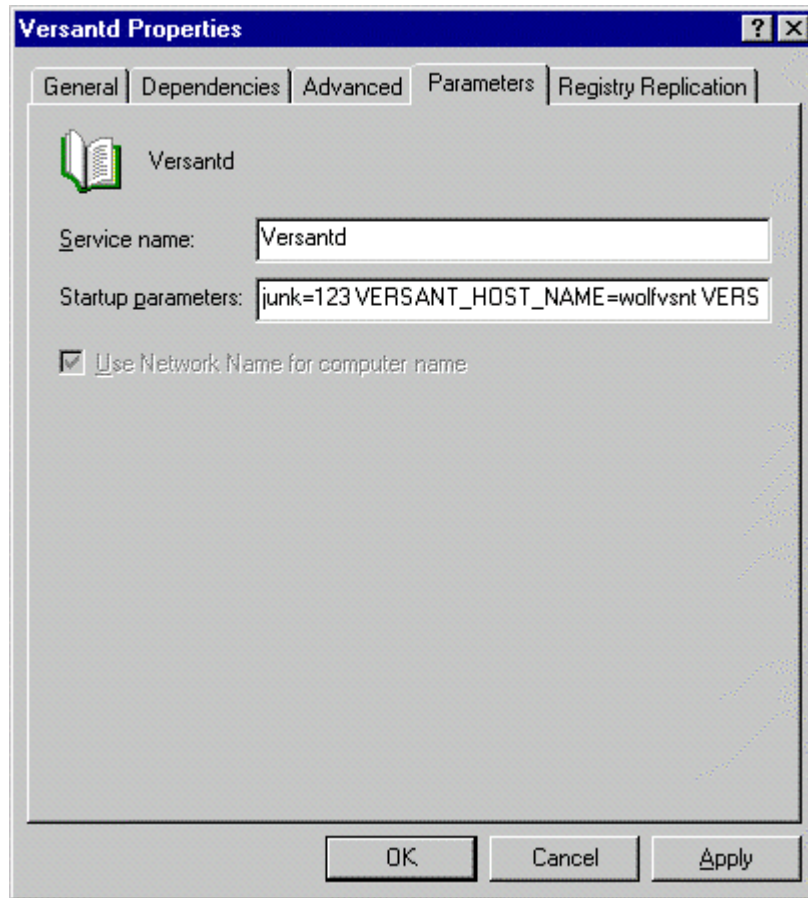 Versantd Properties
General Dependencies Advanced Parameters Registry Replication
Versantd
Service name: Versantd
Startup parameters: junk=123 VERSANT_HOST_NAME=wolfvsnt VERS
Use Network Name for computer name
OK Cancel Apply